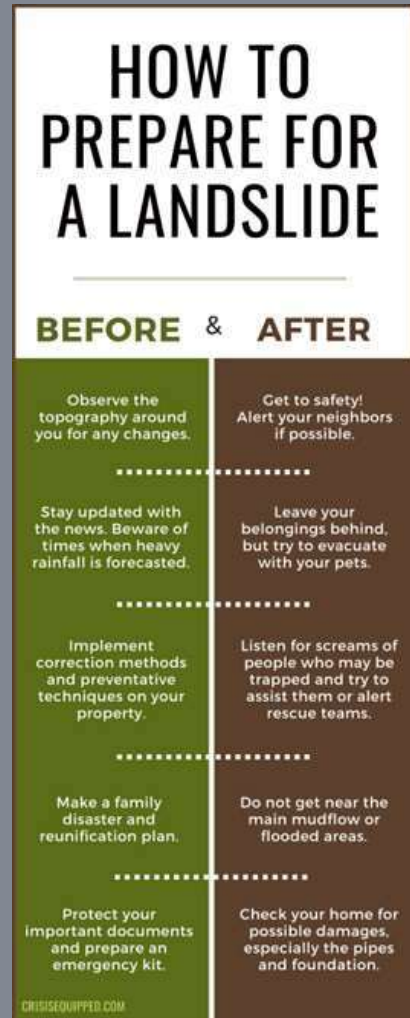 HOW TO
PREPARE FOR
A LANDSLIDE
BEFORE & AFTER
Observe the
topography around
you for any changes.
Get to safety!
Alert your neighbors
if possible.
Stay updated with
the news. Beware of
times when heavy
rainfall is forecasted.
Leave your
belongings behind,
but try to evacuate
with your pets.
Implement
correction methods
and preventative
techniques on your
property.
Listen for screams of
people who may be
trapped and try to
assist them or alert
rescue teams.
Make a family
disaster and
reunification plan.
Do not get near the
main mudflow or
flooded areas.
Protect your
important documents
and prepare an
emergency kit.
Check your home for
possible damages,
especially the pipes
and foundation.
CRISISEQUIPPED.COM